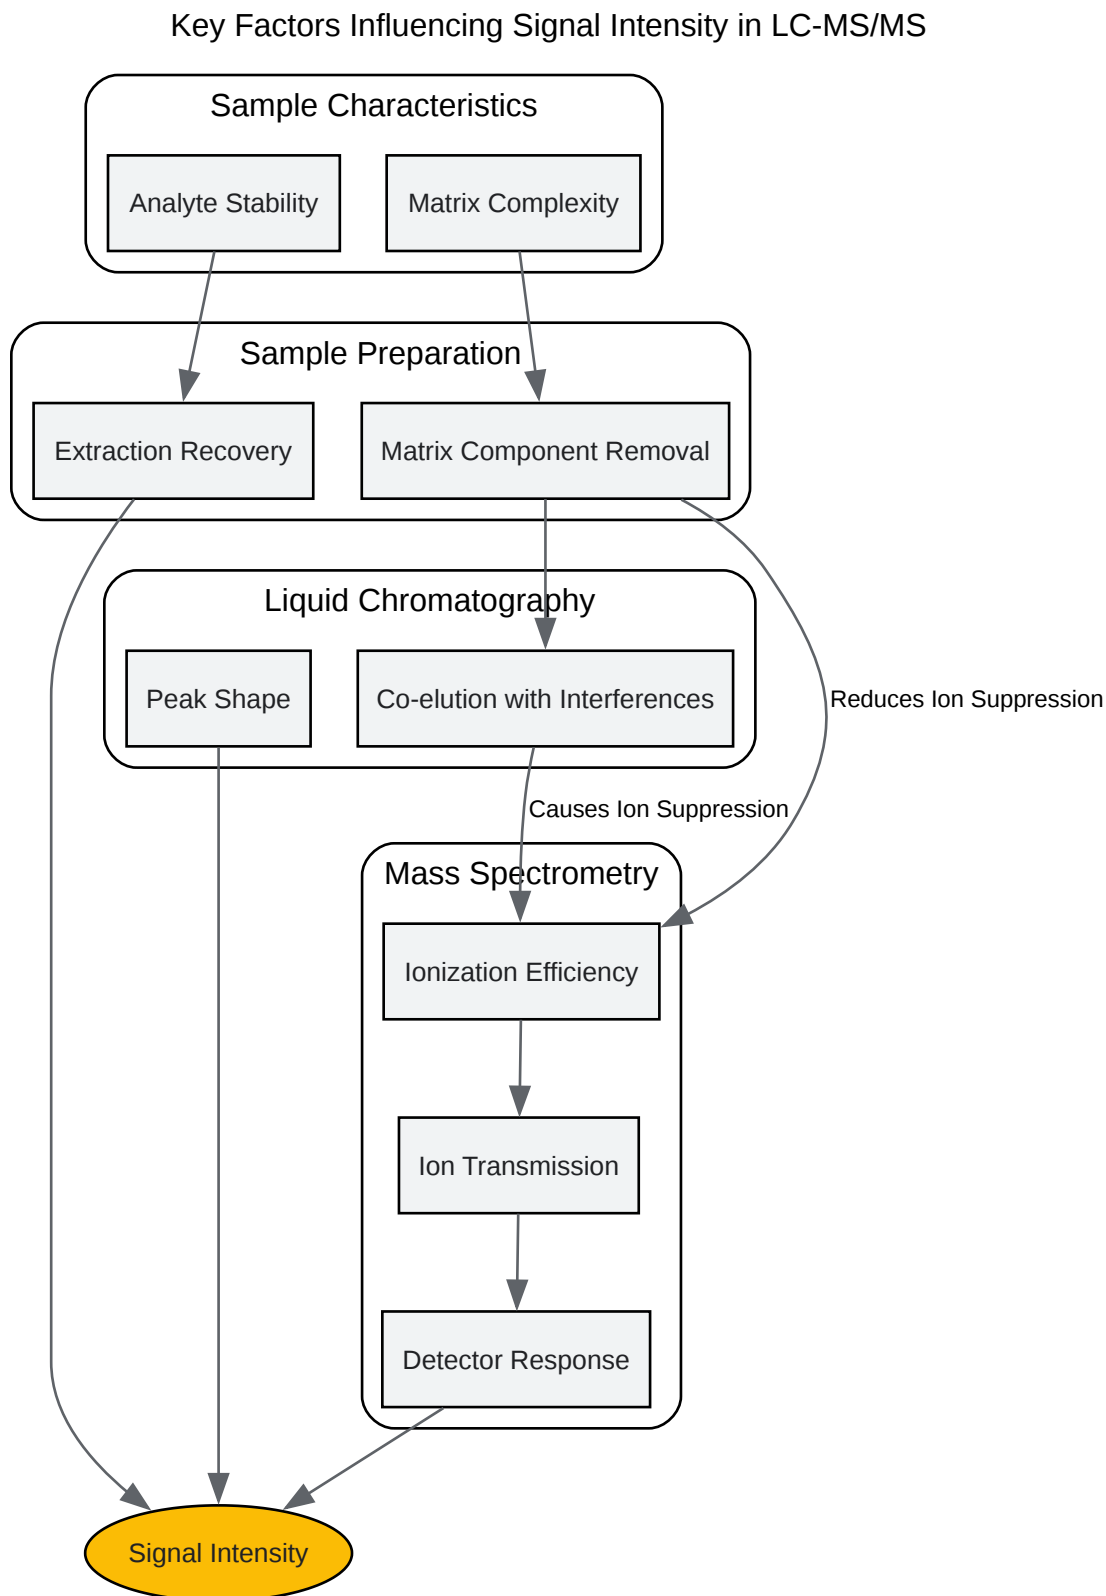 Key Factors Influencing Signal Intensity in LC-MS/MS
Sample Characteristics
Analyte Stability
Matrix Complexity
Sample Preparation
Extraction Recovery
Matrix Component Removal
Liquid Chromatography
Peak Shape
Co-elution with Interferences
Reduces Ion Suppression
Causes Ion Suppression
Mass Spectrometry
Ionization Efficiency
Ion Transmission
Detector Response
Signal Intensity